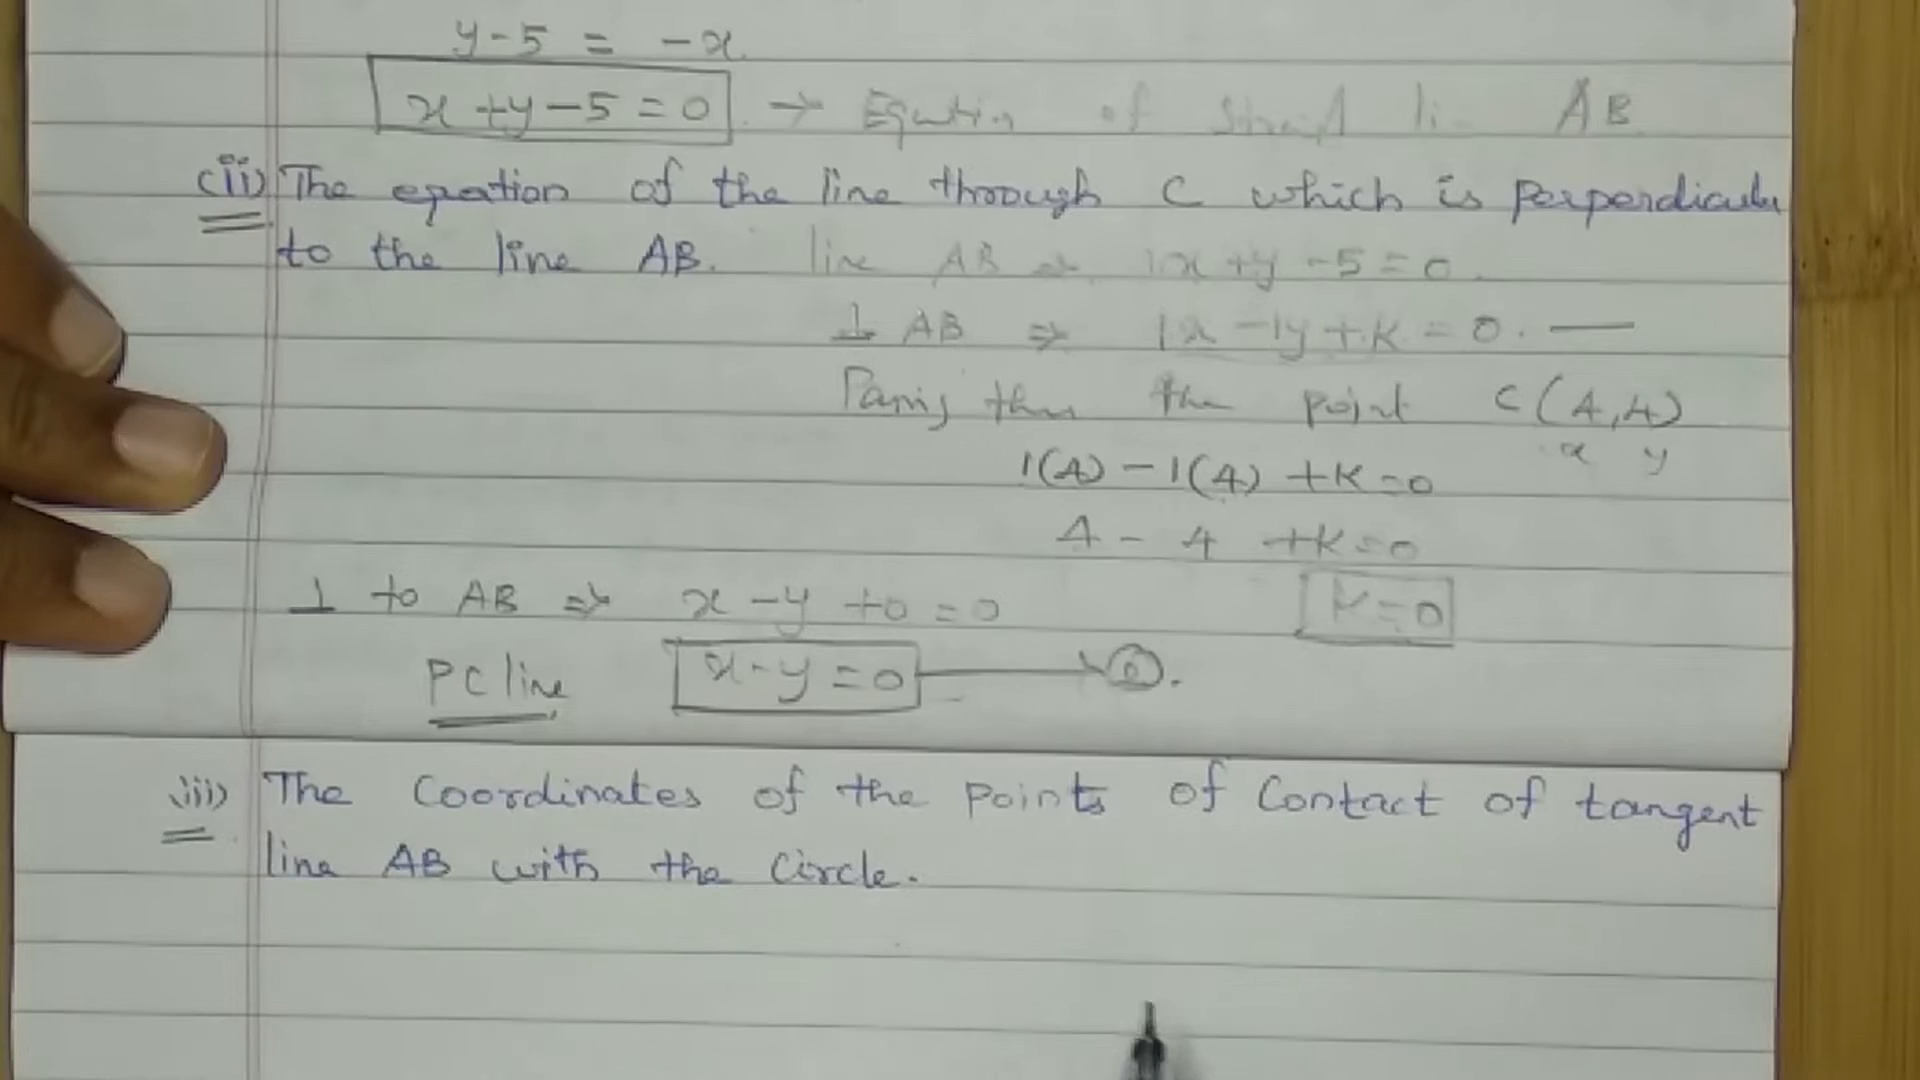 y-5 = -x
x+y-5=0 → Equation of AB
(ii) The eqation of the line through C which is perpendicular
to the line AB. line AB ⇒ 1x+y-5=0.
⊥ AB ⇒ 1x-1y+k=0. —
the point C(4,4)
x y
1(4)-1(4)+k=0
4-4+k=0
⊥ to AB ⇒ x-y+0=0 k=0
PC line x-y=0 → ②.
iii) The Coordinates of the points of Contact of tangent
line AB with the Circle.